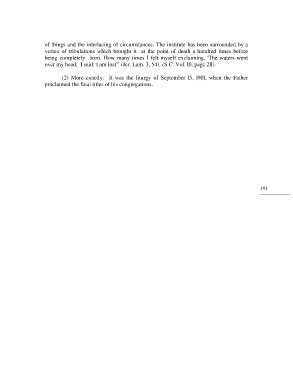 of things and the interlacing of circumstances. The institute has been surrounded by a
vortex of tribulations which brought it at the point of death a hundred times before
being completely born. How many times I felt myself exclaiming, "The waters went
over my head; I said: I am lost" (Jer. Lam. 3, 54). (S.C. Vol. 10, page 211).
(2) More exactly: It was the liturgy of September 15, 1901, when the Father
proclaimed the final titles of his congregations.
191